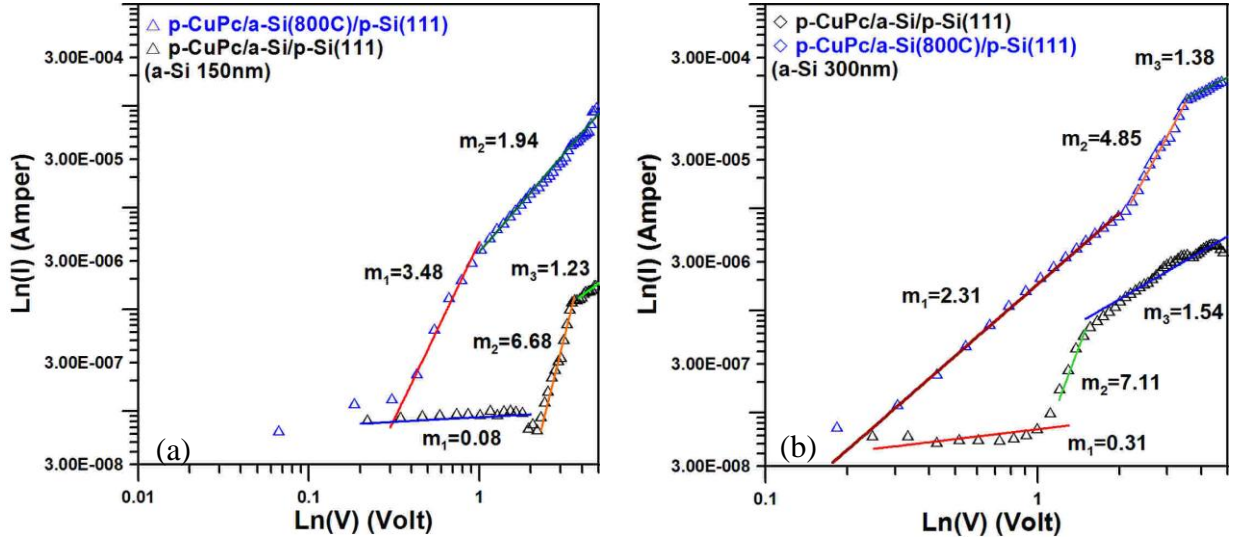 p-CuPc/a-Si(800C)/p-Si(111)
p-CuPc/a-Si/p-Si(111)
(a-Si 150nm)
3.00E-004
3.00E-005
3.00E-006
3.00E-007
3.00E-008
Ln(I) (Amper)
m2=1.94
m1=3.48
m3=1.23
m2=6.68
m1=0.08
(a)
0.01
0.1
1
Ln(V) (Volt)
p-CuPc/a-Si/p-Si(111)
p-CuPc/a-Si(800C)/p-Si(111)
(a-Si 300nm)
3.00E-004
3.00E-005
3.00E-006
3.00E-007
3.00E-008
Ln(I) (Amper)
m3=1.38
m2=4.85
m1=2.31
m3=1.54
m2=7.11
m1=0.31
(b)
0.1
1
Ln(V) (Volt)